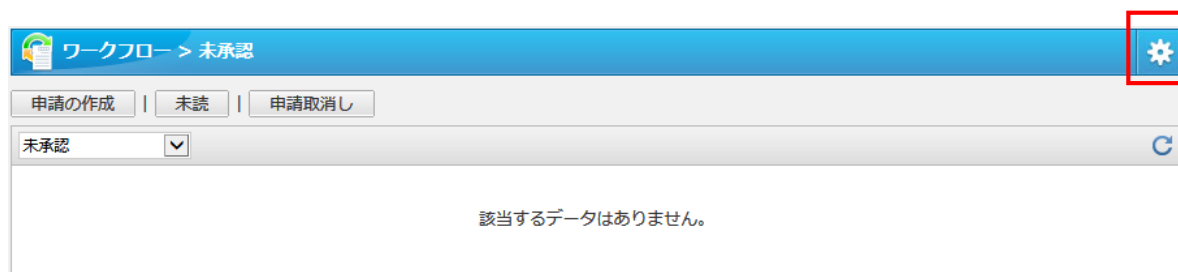 ワークフロー > 未承認
申請の作成 | 未読 | 申請取消し
未承認
該当するデータはありません。